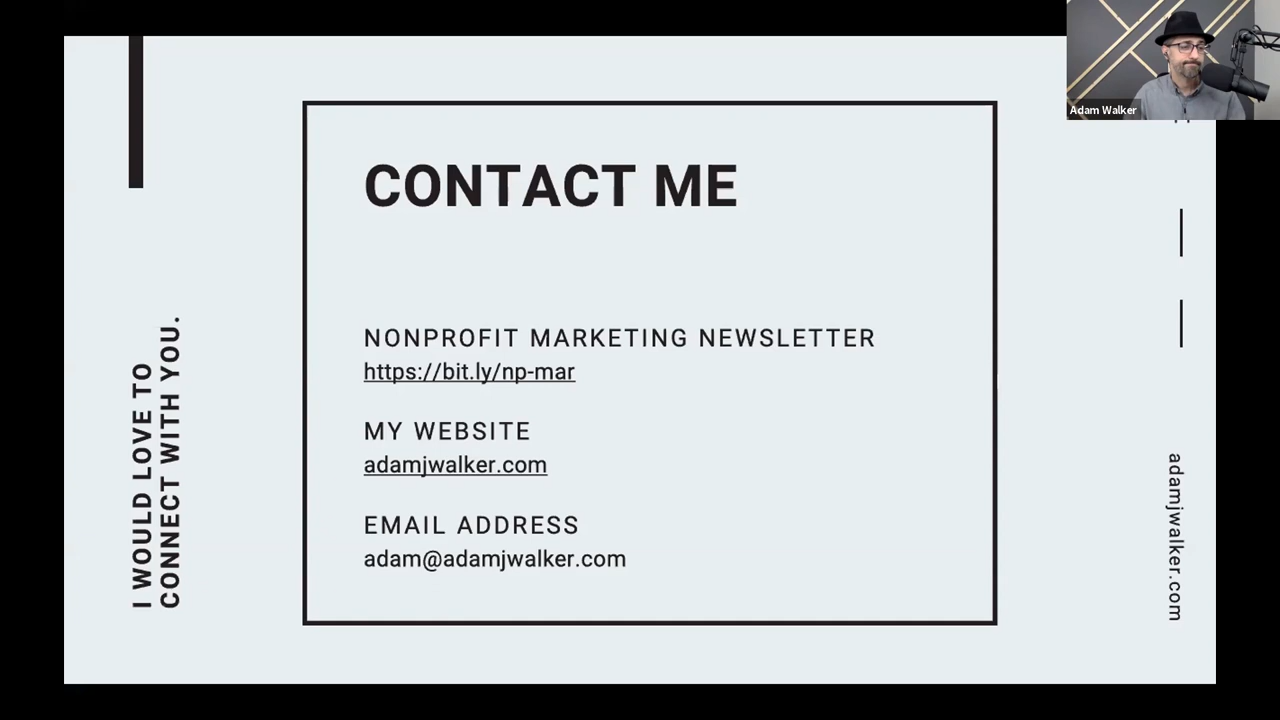 Adam Walker
CONTACT ME
NONPROFIT MARKETING NEWSLETTER
https://bit.ly/np-mar
MY WEBSITE
adamjwalker.com
EMAIL ADDRESS
adam@adamjwalker.com
I WOULD LOVE TO
CONNECT WITH YOU.
adamjwalker.com